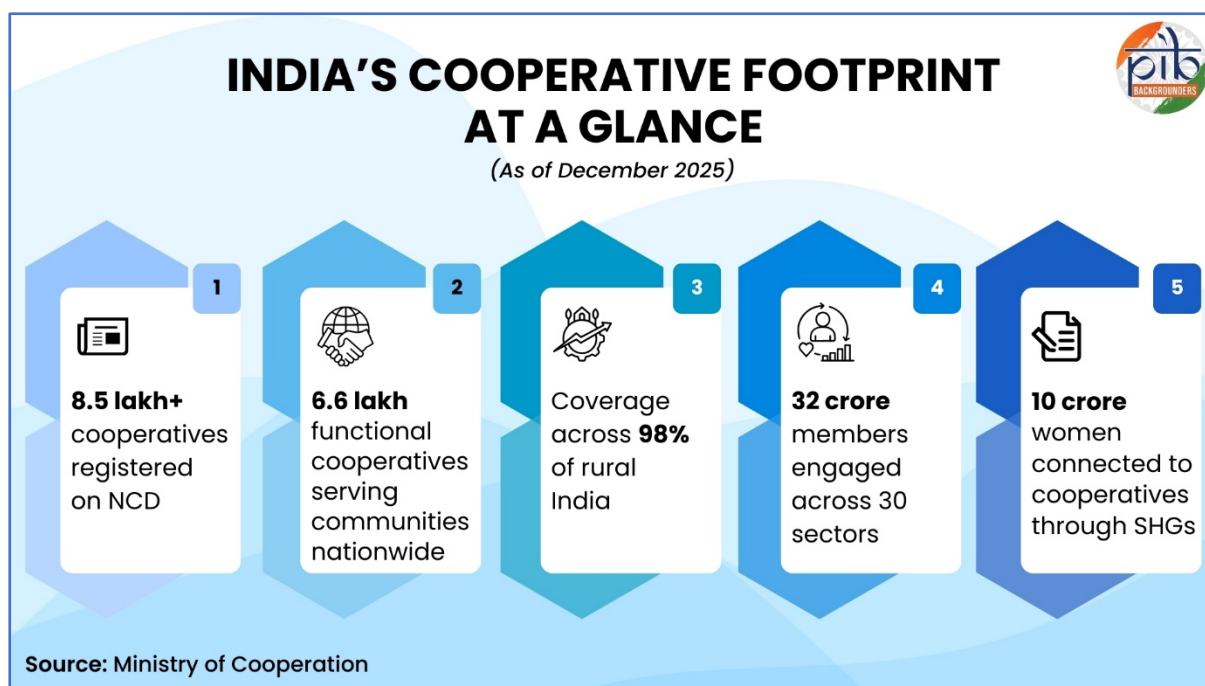 INDIA’S COOPERATIVE FOOTPRINT
AT A GLANCE
(As of December 2025)
pib
BACKGROUNDERS
1
8.5 lakh+
cooperatives
registered
on NCD
2
6.6 lakh
functional
cooperatives
serving
communities
nationwide
3
Coverage
across 98%
of rural
India
4
32 crore
members
engaged
across 30
sectors
5
10 crore
women
connected to
cooperatives
through SHGs
Source: Ministry of Cooperation